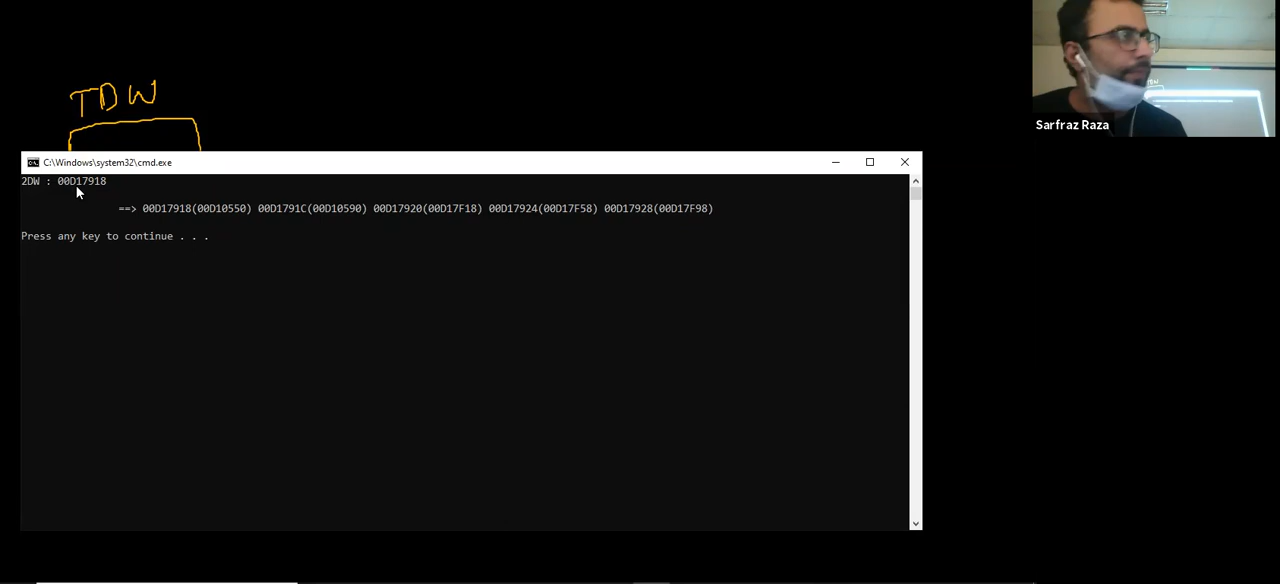 TDW
Sarfraz Raza
C:\Windows\system32\cmd.exe
2DW : 00D17918
==> 00D17918(00D10550) 00D1791C(00D10590) 00D17920(00D17F18) 00D17924(00D17F58) 00D17928(00D17F98)
Press any key to continue . . .